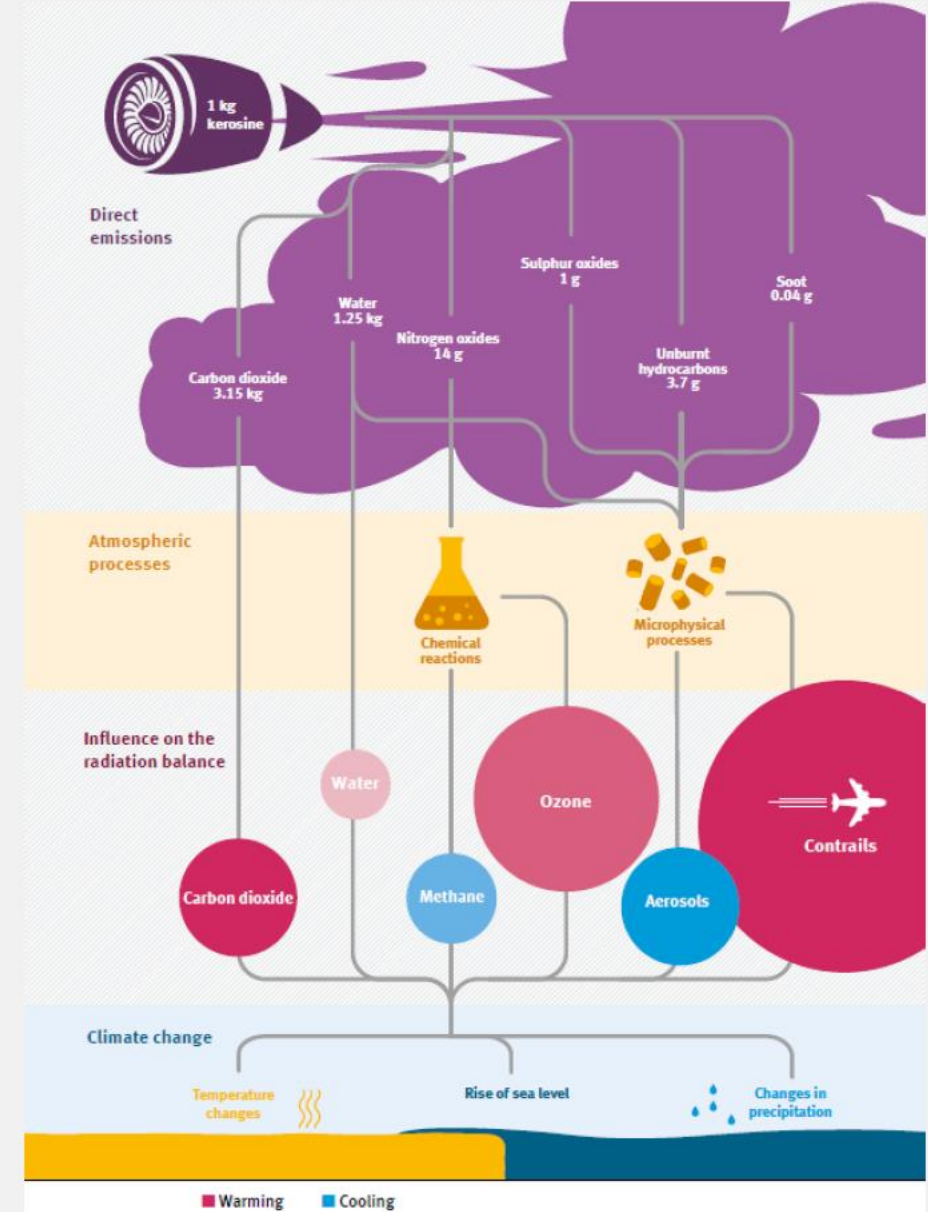 1 kg
kerosine
Direct
emissions
Sulphur oxides
1 g
Soot
0.04 g
Water
1.25 kg
Nitrogen oxides
14 g
Unburnt
hydrocarbons
3.7 g
Carbon dioxide
3.15 kg
Atmospheric
processes
Chemical
reactions
Microphysical
processes
Influence on the
radiation balance
Water
Ozone
Contrails
Carbon dioxide
Methane
Aerosols
Climate change
Temperature
changes
Rise of sea level
Changes in
precipitation
Warming
Cooling